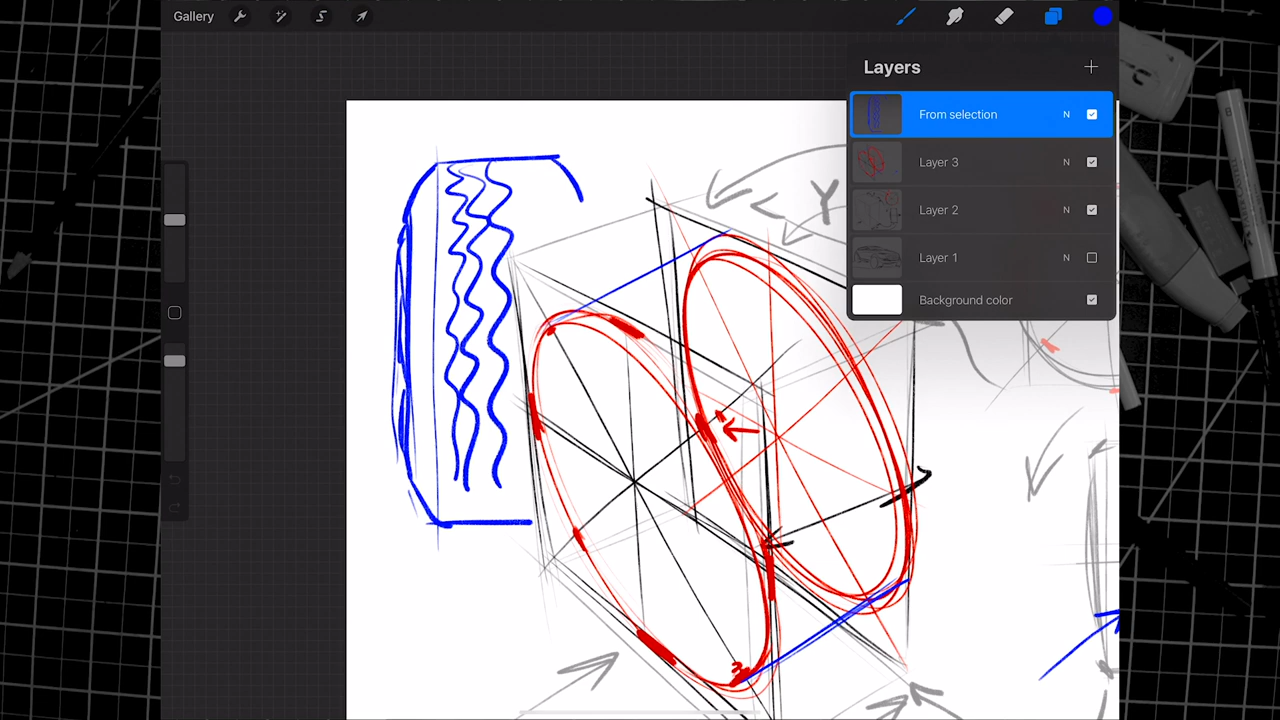 Gallery
Layers
From selection N
Layer 3 N
Layer 2 N
Layer 1 N
Background color
Y